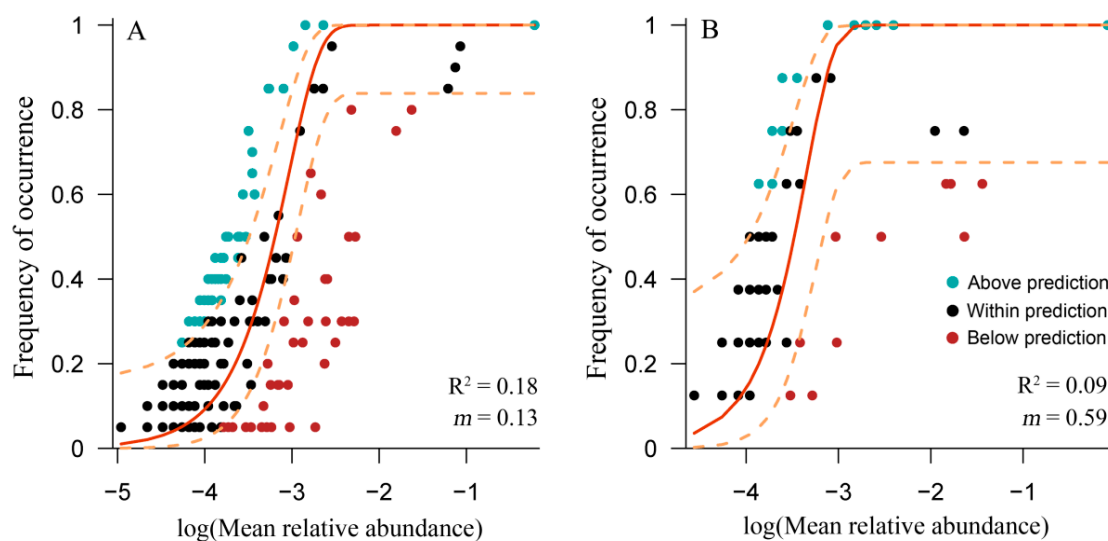 A
Frequency of occurrence
1
0.8
0.6
0.4
0.2
0
R² = 0.18
m = 0.13
−5 −4 −3 −2 −1
log(Mean relative abundance)
B
Frequency of occurrence
1
0.8
0.6
0.4
0.2
0
Above prediction
Within prediction
Below prediction
R² = 0.09
m = 0.59
−4 −3 −2 −1
log(Mean relative abundance)